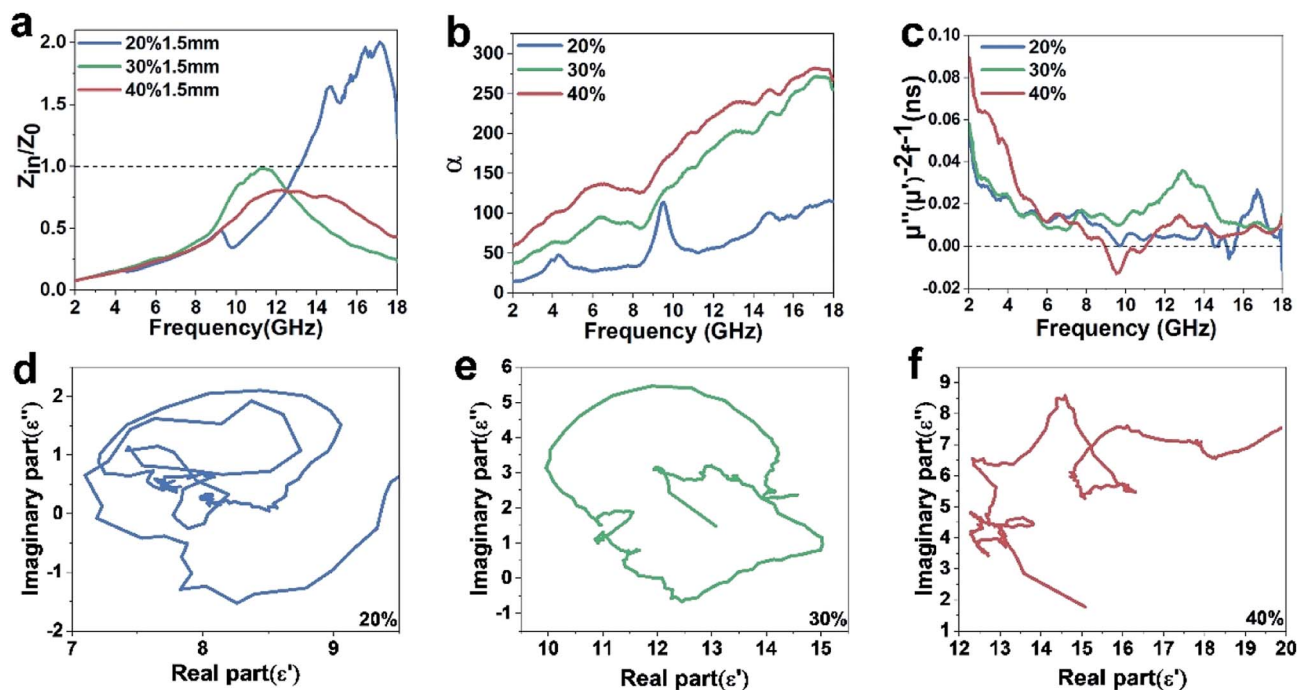 a
20%1.5mm
30%1.5mm
40%1.5mm
2.0
1.5
1.0
0.5
0.0
Zin/Z0
2 4 6 8 10 12 14 16 18
Frequency(GHz)
b
20%
30%
40%
300
250
200
150
100
50
0
α
2 4 6 8 10 12 14 16 18
Frequency (GHz)
c
20%
30%
40%
0.10
0.08
0.06
0.04
0.02
0.00
-0.02
μ''(μ')-2f-1(ns)
2 4 6 8 10 12 14 16 18
Frequency (GHz)
d
2
1
0
-1
-2
Imaginary part(ε'')
20%
7 8 9
Real part(ε')
e
6
5
4
3
2
1
0
-1
Imaginary part(ε'')
30%
10 11 12 13 14 15
Real part(ε')
f
9
8
7
6
5
4
3
2
1
Imaginary part(ε'')
40%
12 13 14 15 16 17 18 19 20
Real part(ε')